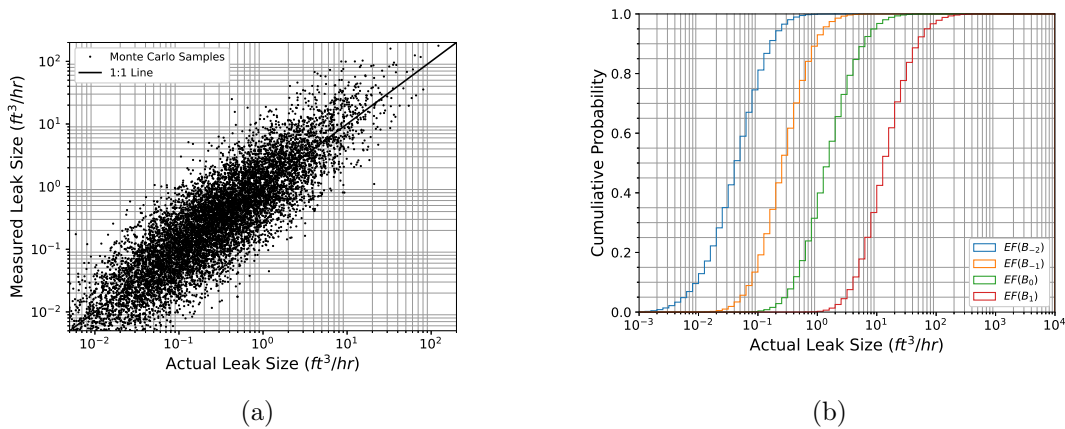 Monte Carlo Samples
1:1 Line
Measured Leak Size (ft³/hr)
10²
10¹
10⁰
10⁻¹
10⁻²
10⁻² 10⁻¹ 10⁰ 10¹ 10²
Actual Leak Size (ft³/hr)
(a)
Cumuliative Probability
1.0
0.8
0.6
0.4
0.2
0.0
EF(B₋₂)
EF(B₋₁)
EF(B₀)
EF(B₁)
10⁻³ 10⁻² 10⁻¹ 10⁰ 10¹ 10² 10³ 10⁴
Actual Leak Size (ft³/hr)
(b)